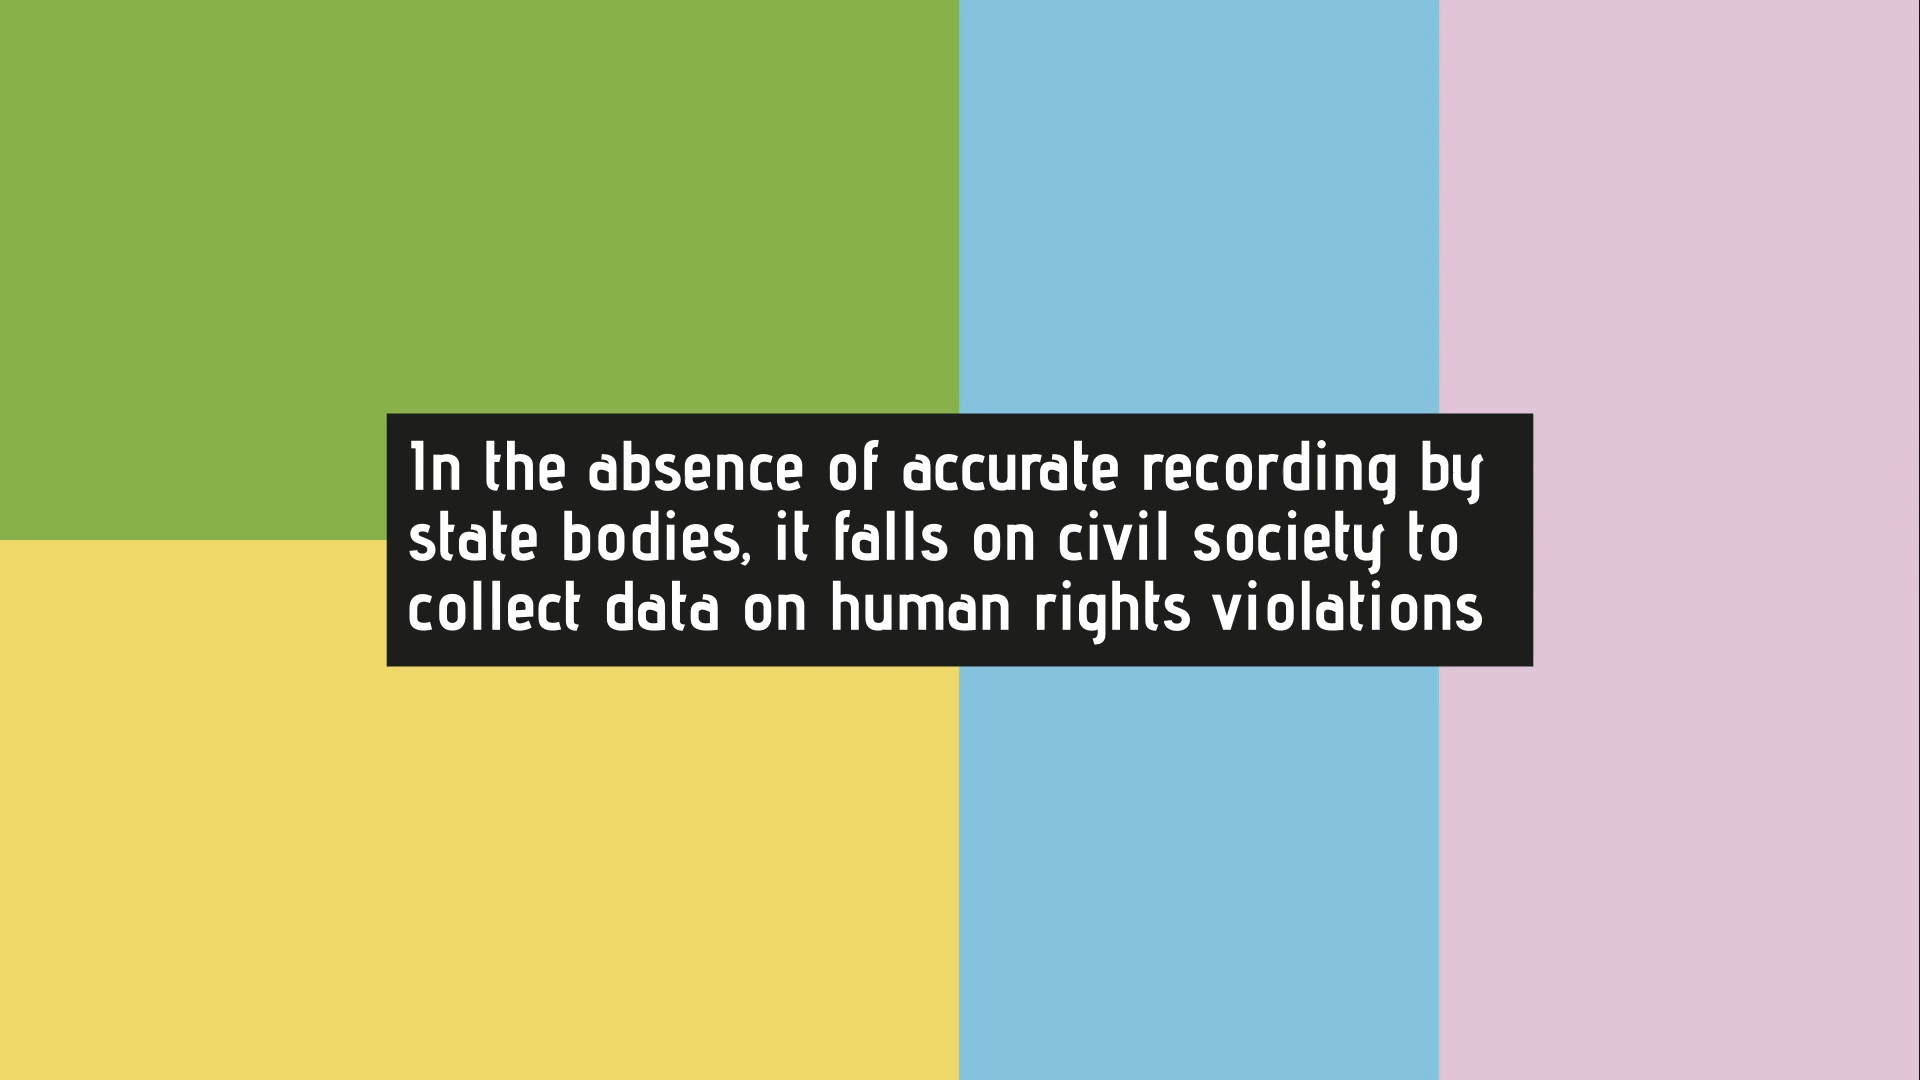 In the absence of accurate recording by
state bodies, it falls on civil society to
collect data on human rights violations